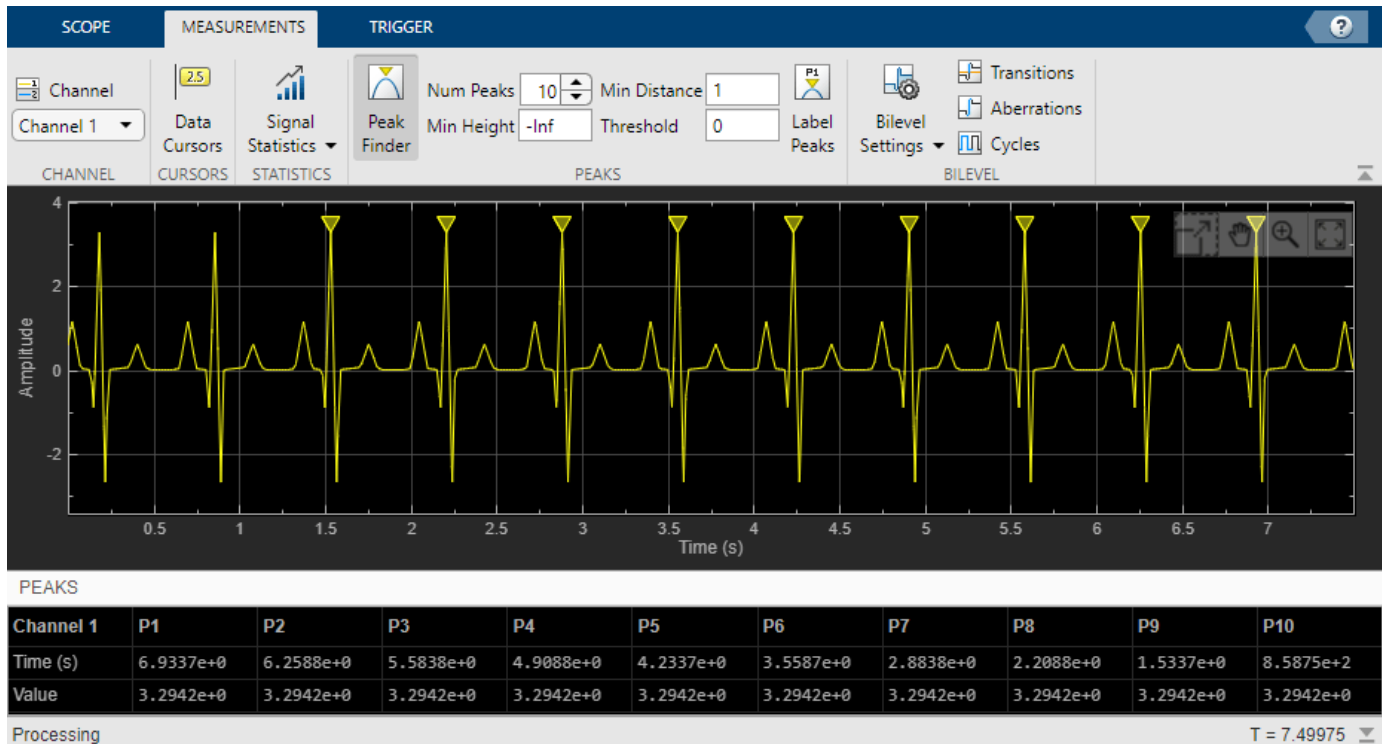 SCOPE MEASUREMENTS TRIGGER ?
Channel 2.5 Num Peaks 10 Min Distance 1 P1 Transitions
Channel 1 Data Cursors Signal Statistics Peak Finder Min Height -Inf Threshold 0 Label Peaks Bilevel Settings Aberrations
Cycles
CHANNEL CURSORS STATISTICS PEAKS BILEVEL
4
2
0
-2
Amplitude
0.5 1 1.5 2 2.5 3 3.5 4 4.5 5 5.5 6 6.5 7
Time (s)
PEAKS
Channel 1 P1 P2 P3 P4 P5 P6 P7 P8 P9 P10
Time (s) 6.9337e+0 6.2588e+0 5.5838e+0 4.9088e+0 4.2337e+0 3.5587e+0 2.8838e+0 2.2088e+0 1.5337e+0 8.5875e+2
Value 3.2942e+0 3.2942e+0 3.2942e+0 3.2942e+0 3.2942e+0 3.2942e+0 3.2942e+0 3.2942e+0 3.2942e+0 3.2942e+0
Processing T = 7.49975